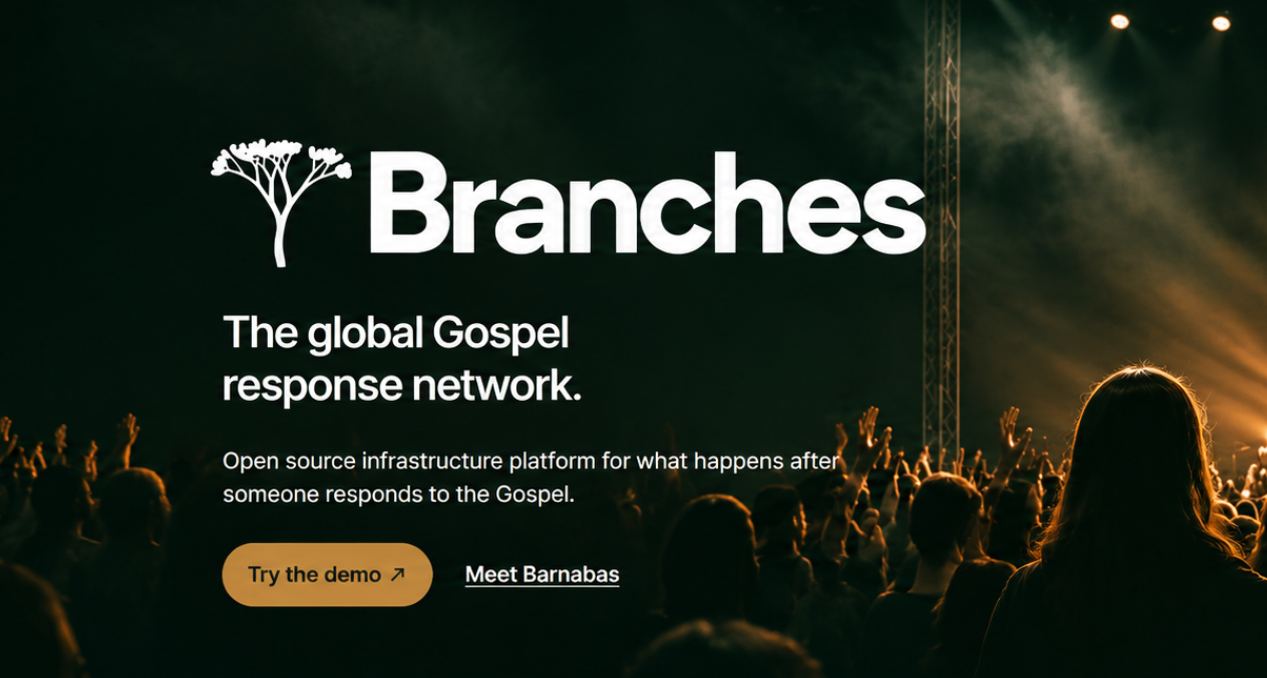 Branches
The global Gospel
response network.
Open source infrastructure platform for what happens after
someone responds to the Gospel.
Try the demo ↗
Meet Barnabas